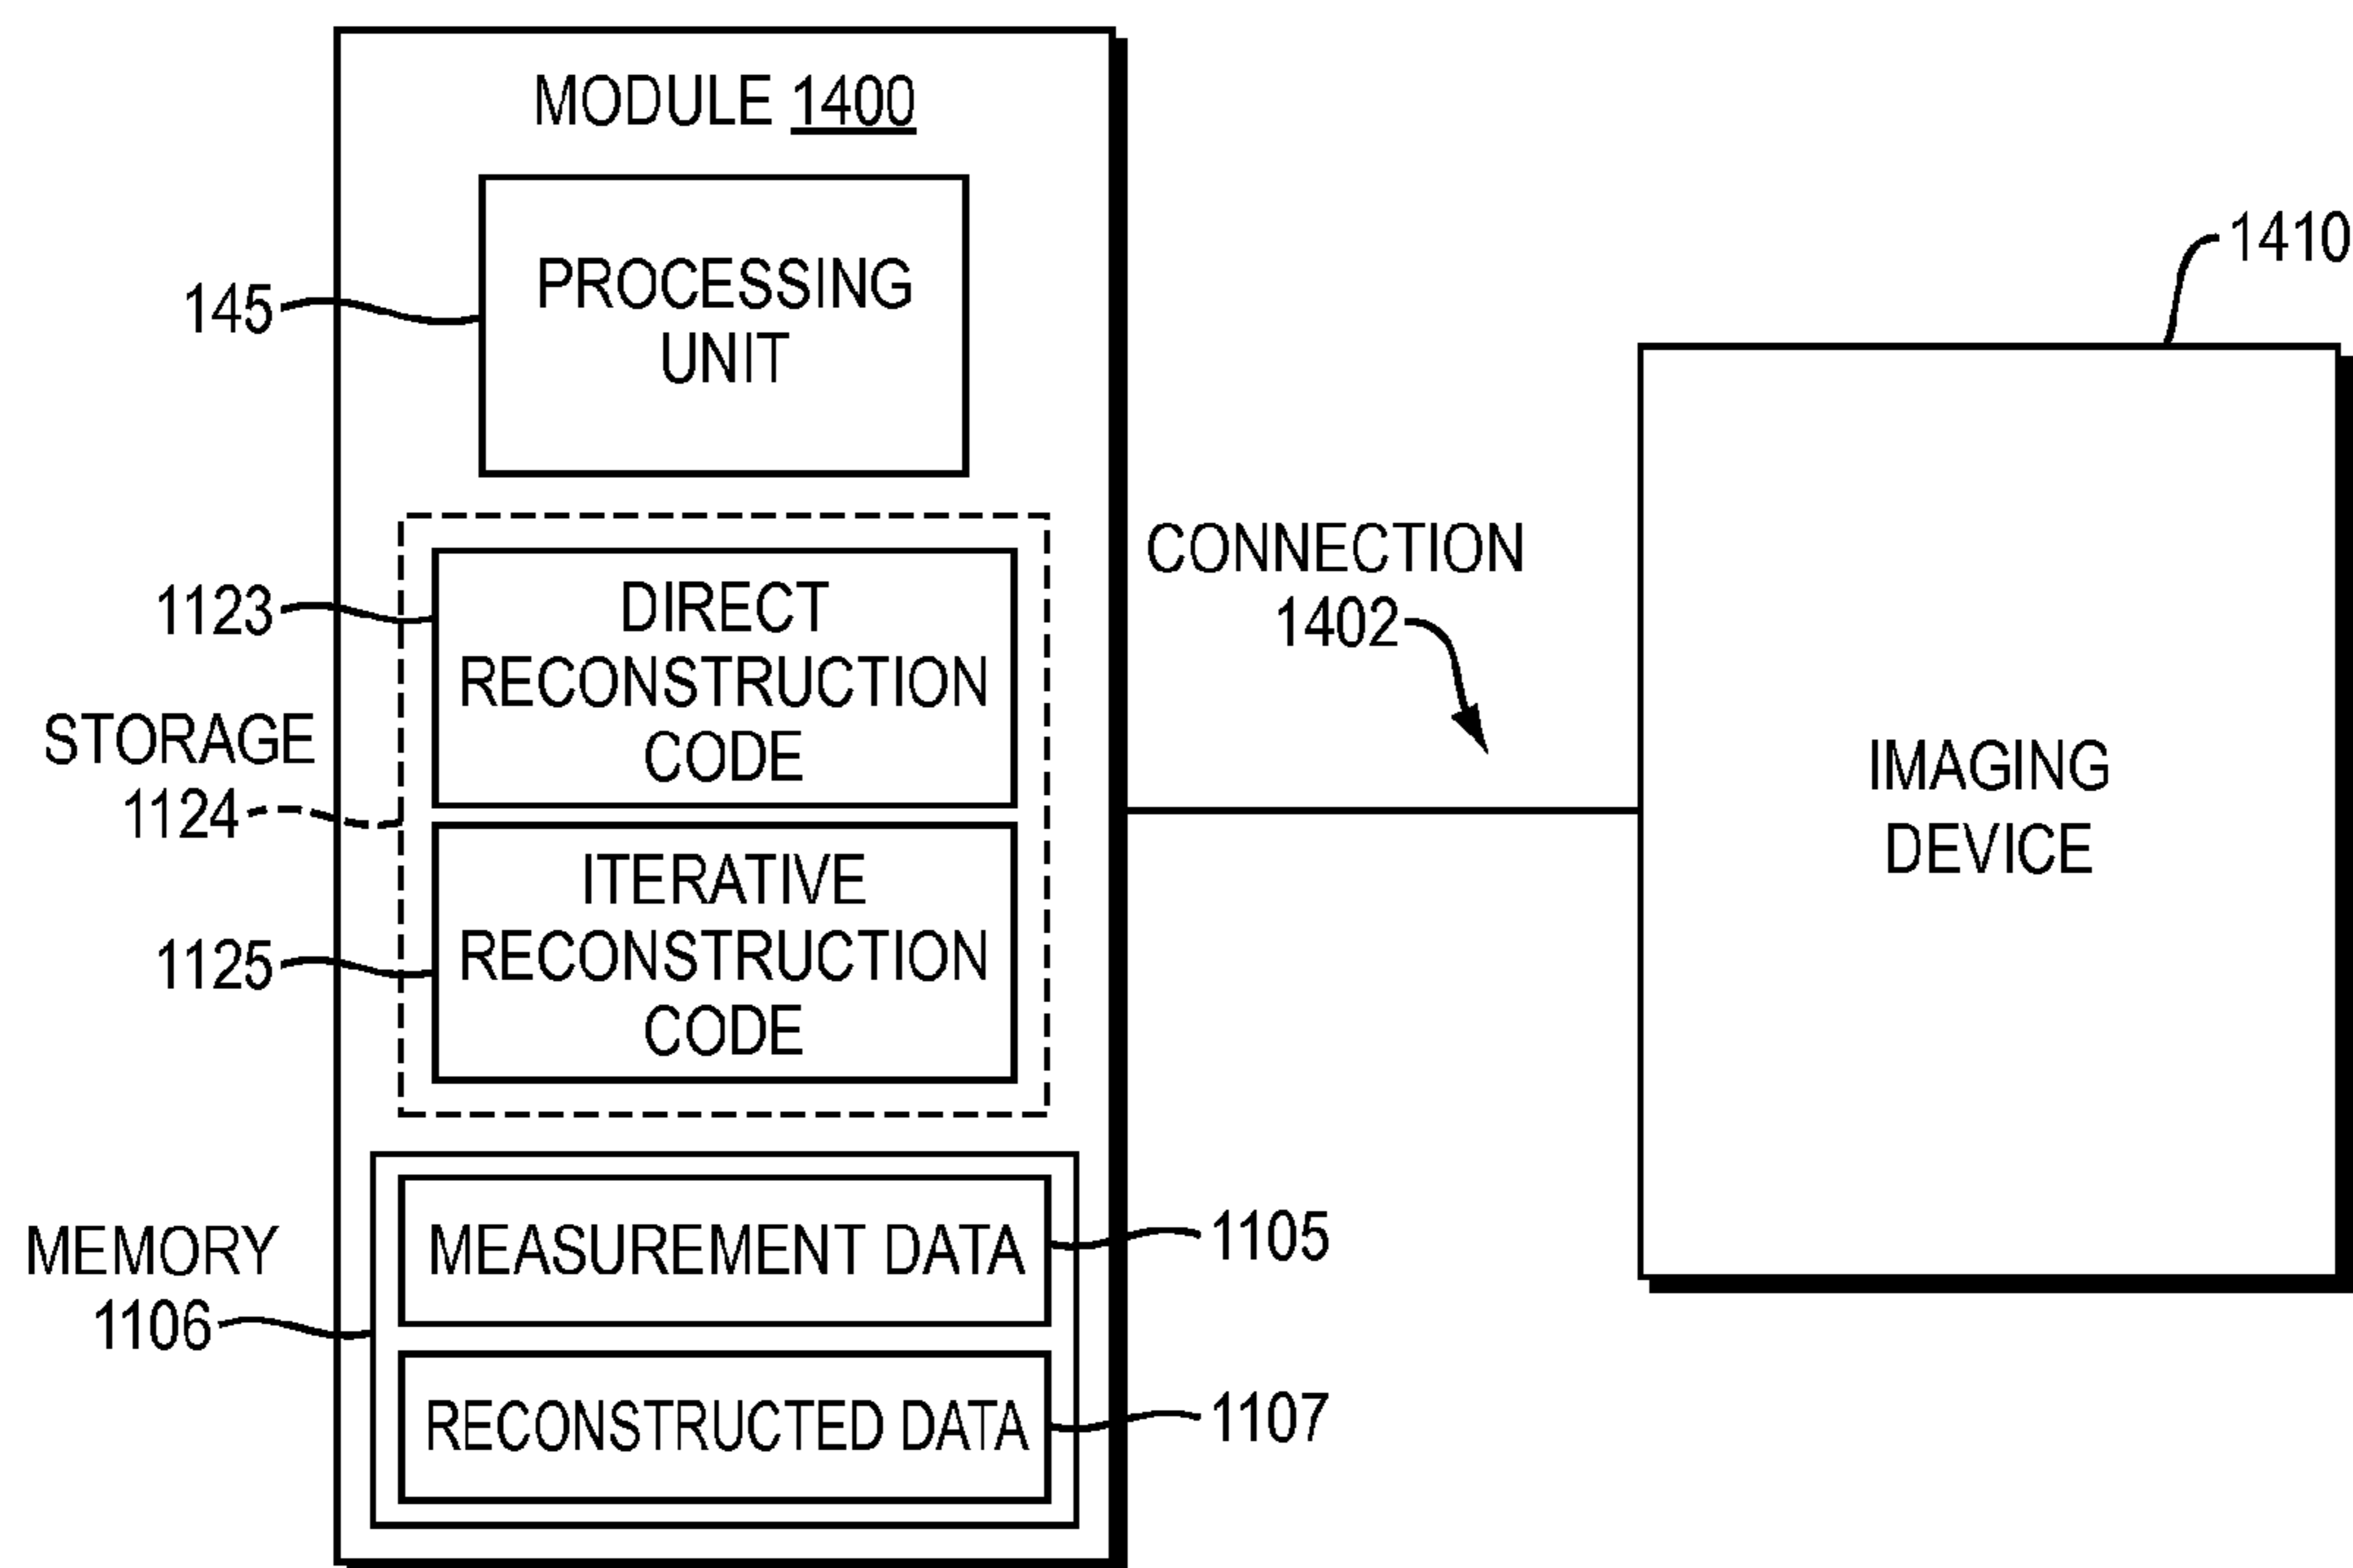 MODULE 1400
145
PROCESSING
UNIT
1410
CONNECTION
1402
1123
DIRECT
RECONSTRUCTION
CODE
STORAGE
1124
IMAGING
DEVICE
ITERATIVE
RECONSTRUCTION
CODE
1125
MEMORY
1106
MEASUREMENT DATA
1105
RECONSTRUCTED DATA
1107